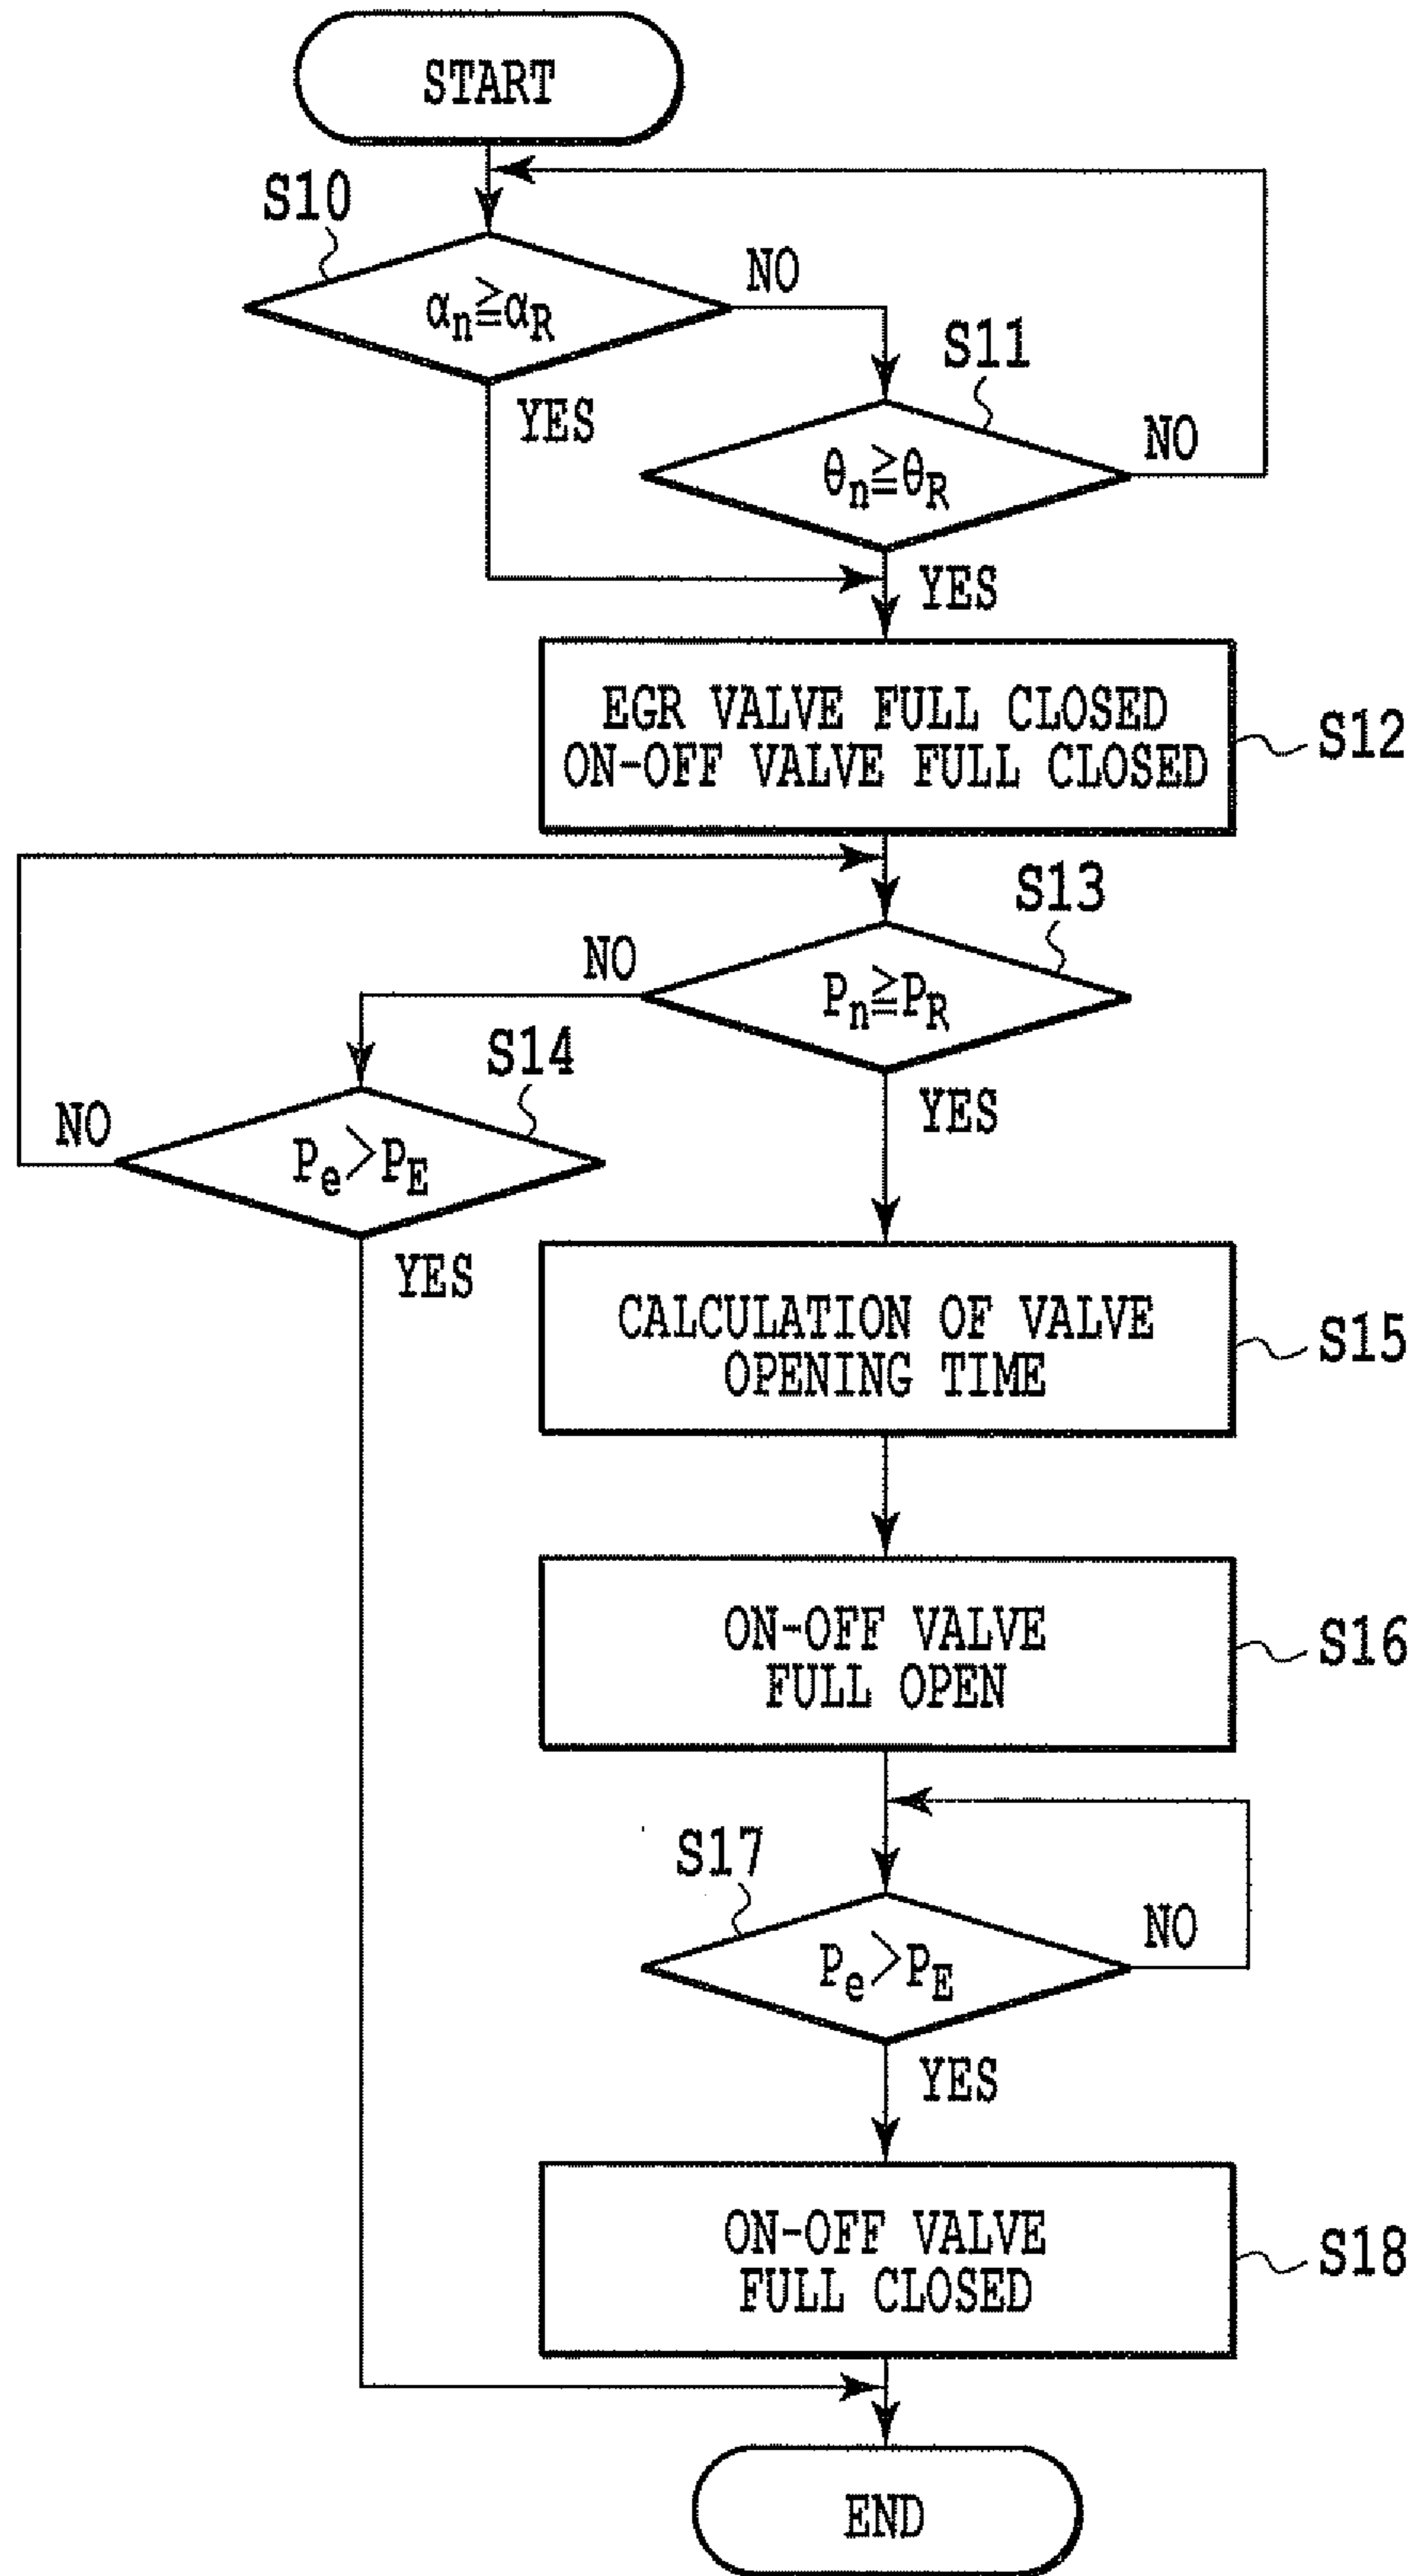 START
S10
αn≧αR
NO
S11
YES
θn≧θR
NO
YES
EGR VALVE FULL CLOSED
ON-OFF VALVE FULL CLOSED
S12
S13
NO
Pn≧PR
S14
YES
NO
Pe>PE
YES
CALCULATION OF VALVE
OPENING TIME
S15
ON-OFF VALVE
FULL OPEN
S16
S17
NO
Pe>PE
YES
ON-OFF VALVE
FULL CLOSED
S18
END